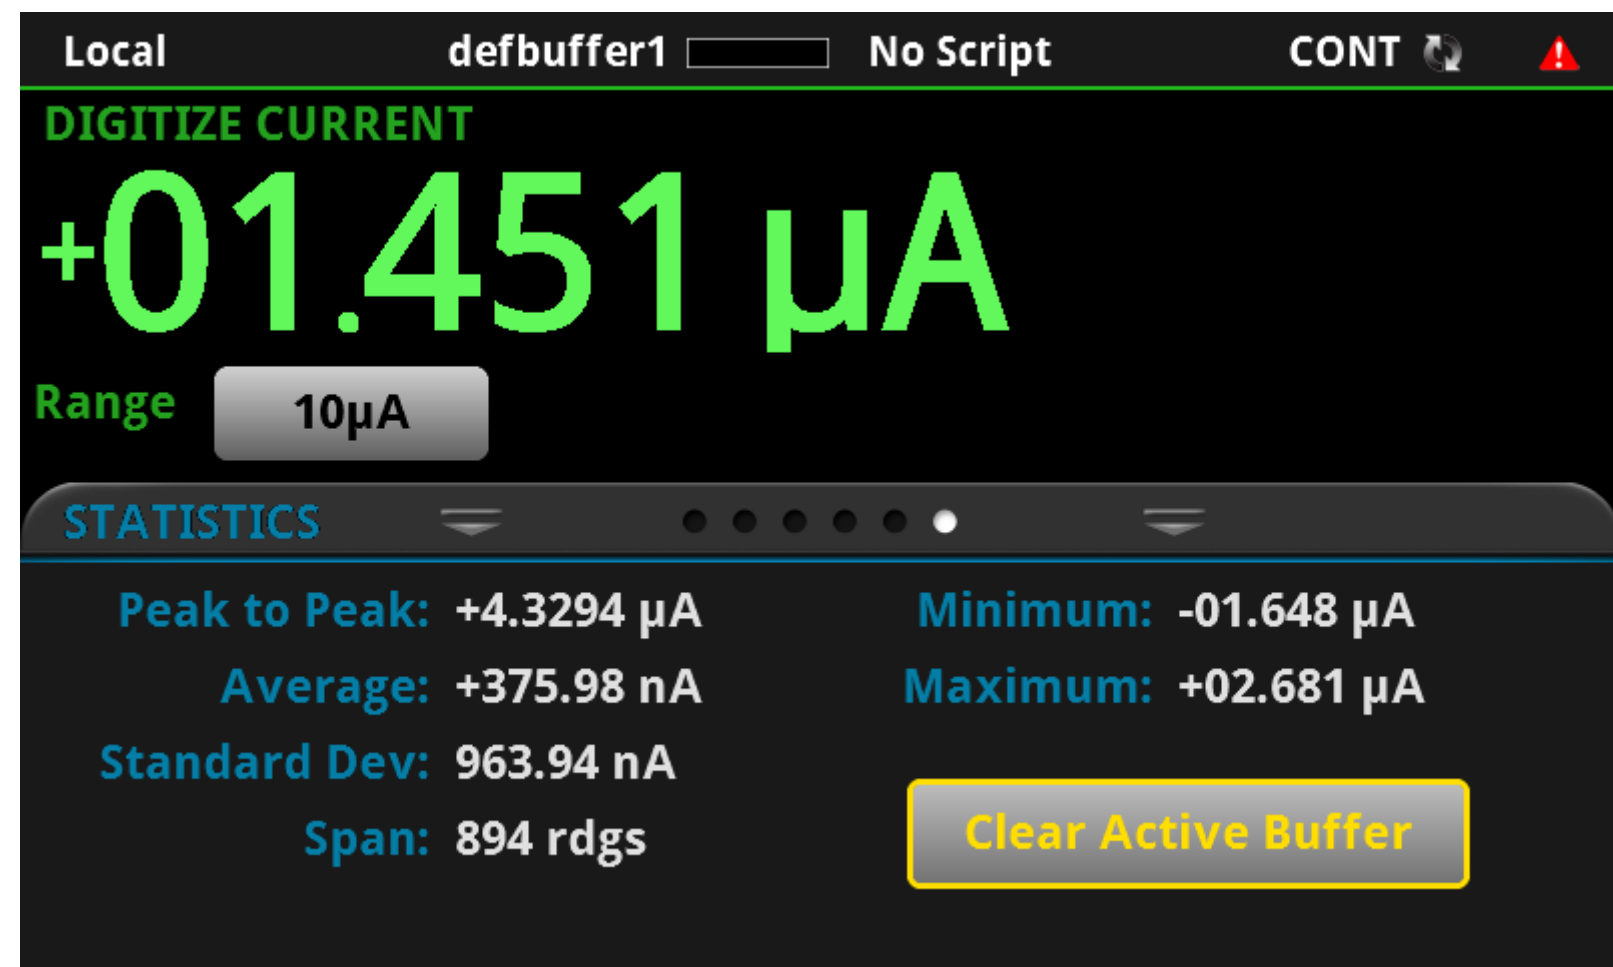 Local defbuffer1 No Script CONT
DIGITIZE CURRENT
+01.451 µA
Range 10µA
STATISTICS
Peak to Peak: +4.3294 µA Minimum: -01.648 µA
Average: +375.98 nA Maximum: +02.681 µA
Standard Dev: 963.94 nA
Span: 894 rdgs Clear Active Buffer